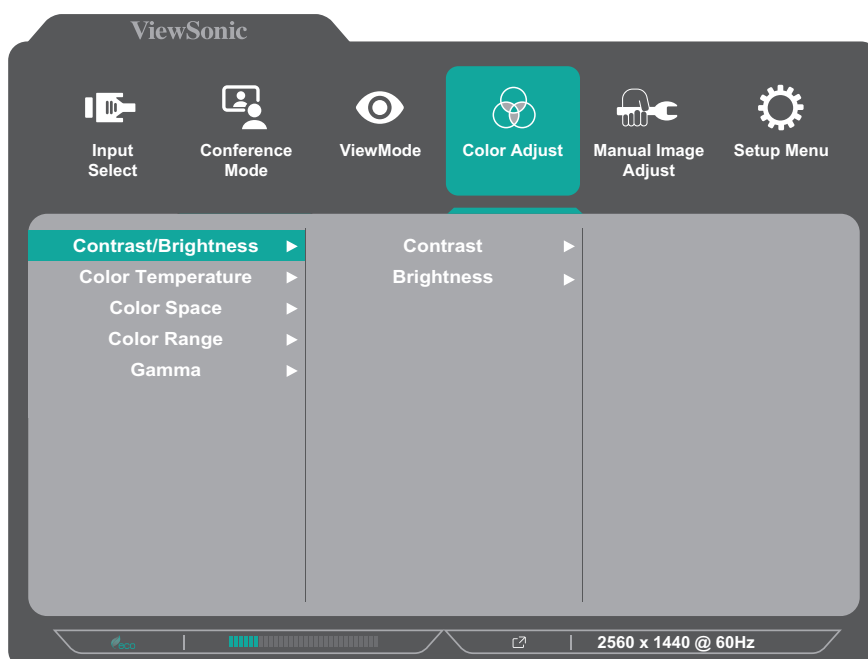 ViewSonic
Input
Select
Conference
Mode
ViewMode
Color Adjust
Manual Image
Adjust
Setup Menu
Contrast/Brightness
Color Temperature
Color Space
Color Range
Gamma
Contrast
Brightness
eco
2560 x 1440 @ 60Hz